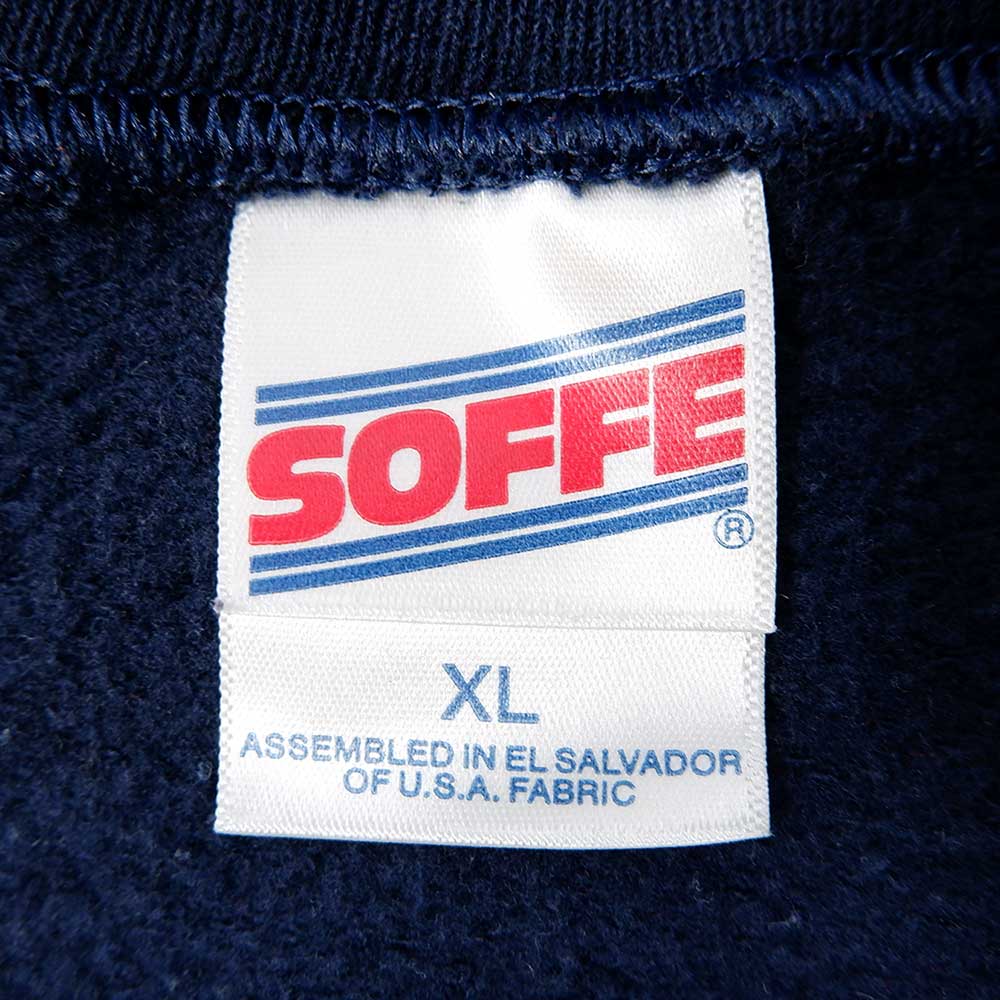 SOFFE
®
XL
ASSEMBLED IN EL SALVADOR
OF U.S.A. FABRIC